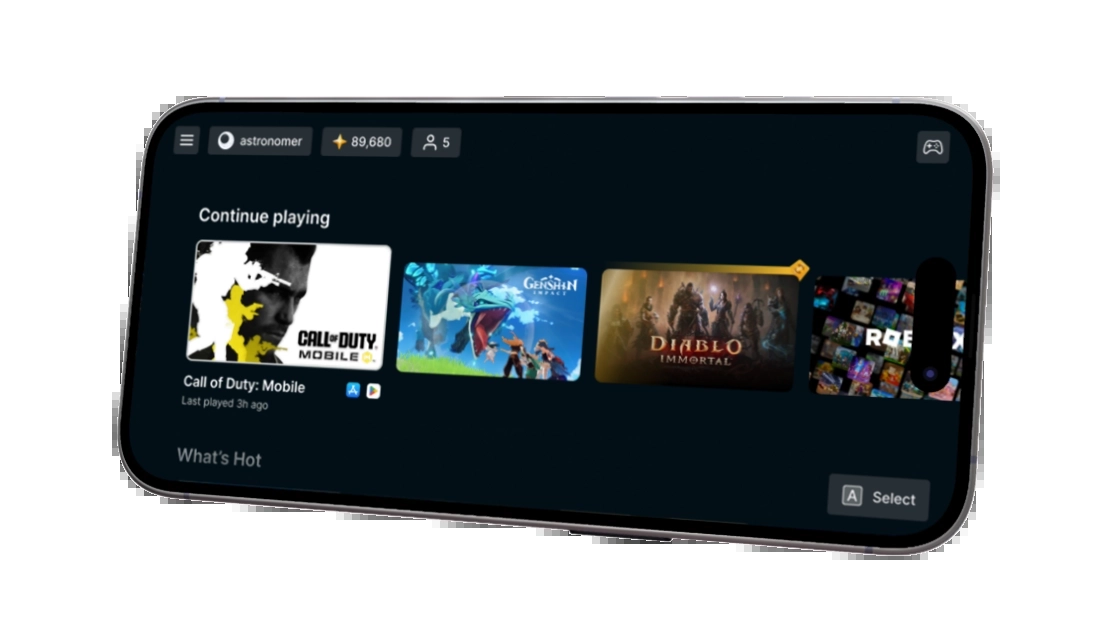 astronomer
89,680
5
Continue playing
CALL OF DUTY
MOBILE
GENSHIN
IMPACT
DIABLO
IMMORTAL
Call of Duty: Mobile
Last played 3h ago
What's Hot
A Select